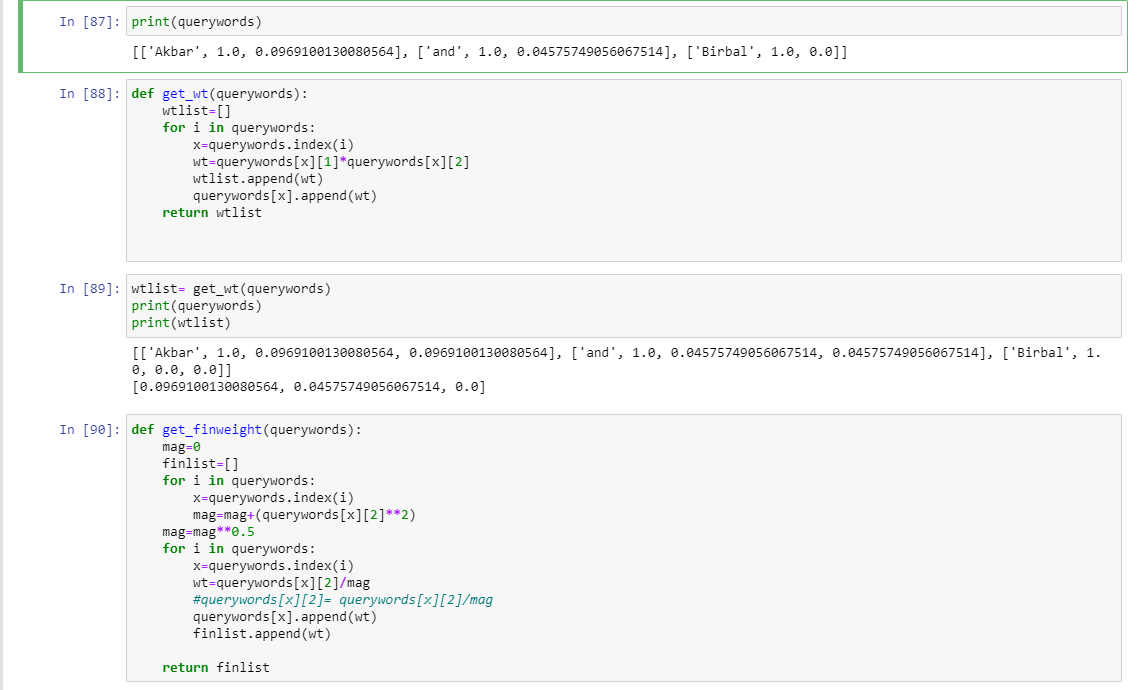 In [87]: print(querywords)
[['Akbar', 1.0, 0.0969100130080564], ['and', 1.0, 0.04575749056067514], ['Birbal', 1.0, 0.0]]
In [88]: def get_wt(querywords):
    wtlist=[]
    for i in querywords:
        x=querywords.index(i)
        wt=querywords[x][1]*querywords[x][2]
        wtlist.append(wt)
        querywords[x].append(wt)
    return wtlist
In [89]: wtlist= get_wt(querywords)
print(querywords)
print(wtlist)
[['Akbar', 1.0, 0.0969100130080564, 0.0969100130080564], ['and', 1.0, 0.04575749056067514, 0.04575749056067514], ['Birbal', 1.
0, 0.0, 0.0]]
[0.0969100130080564, 0.04575749056067514, 0.0]
In [90]: def get_finweight(querywords):
    mag=0
    finlist=[]
    for i in querywords:
        x=querywords.index(i)
        mag=mag+(querywords[x][2]**2)
    mag=mag**0.5
    for i in querywords:
        x=querywords.index(i)
        wt=querywords[x][2]/mag
        #querywords[x][2]= querywords[x][2]/mag
        querywords[x].append(wt)
        finlist.append(wt)
    return finlist